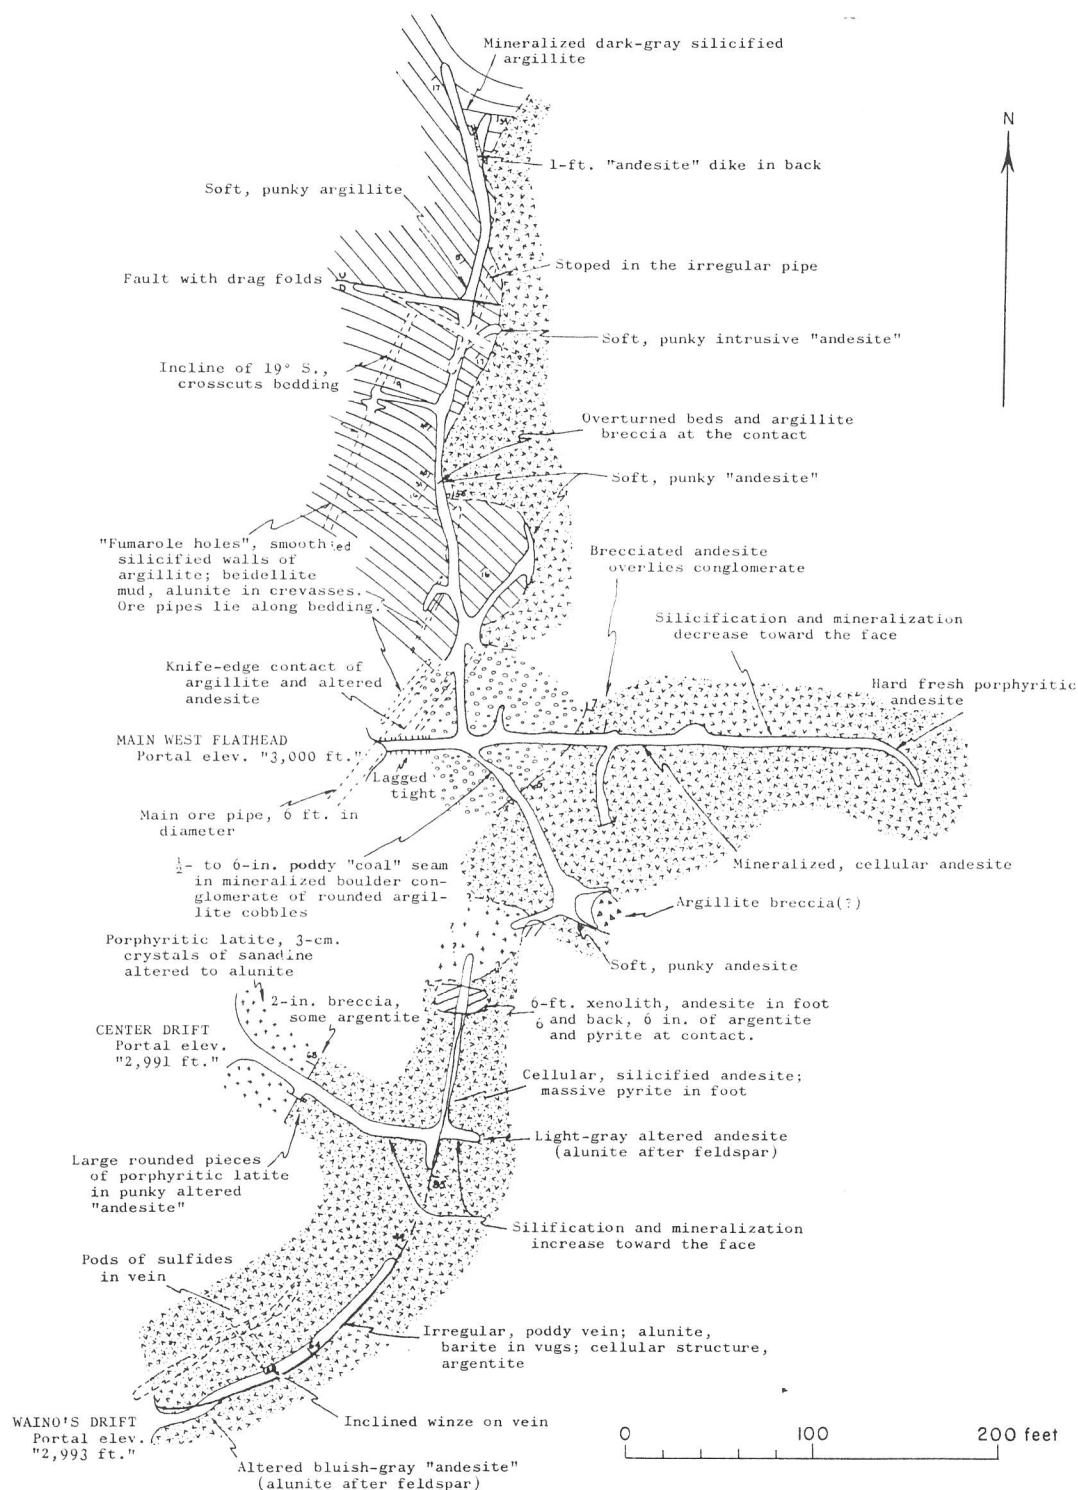 Mineralized dark-gray silicified
argillite
N
1-ft. "andesite" dike in back
Soft, punky argillite
Stoped in the irregular pipe
Fault with drag folds
U
D
Soft, punky intrusive "andesite"
Incline of 19° S.,
crosscuts bedding
Overturned beds and argillite
breccia at the contact
Soft, punky "andesite"
"Fumarole holes", smooth
silicified walls of
argillite; beidellite
mud, alunite in crevasses.
Ore pipes lie along bedding.
Brecciated andesite
overlies conglomerate
16
Silicification and mineralization
decrease toward the face
Knife-edge contact of
argillite and altered
andesite
Hard fresh porphyritic
andesite
17
MAIN WEST FLATHEAD
Portal elev. "3,000 ft."
Lagged
tight
Main ore pipe, 6 ft. in
diameter
½- to 6-in. poddy "coal" seam
in mineralized boulder con-
glomerate of rounded argil-
lite cobbles
Mineralized, cellular andesite
Argillite breccia(?)
Porphyritic latite, 3-cm.
crystals of sanadine
altered to alunite
Soft, punky andesite
2-in. breccia,
some argentite
6-ft. xenolith, andesite in foot
6 and back, 6 in. of argentite
and pyrite at contact.
CENTER DRIFT
Portal elev.
"2,991 ft."
68
Cellular, silicified andesite;
massive pyrite in foot
Light-gray altered andesite
(alunite after feldspar)
Large rounded pieces
of porphyritic latite
in punky altered
"andesite"
85
Silification and mineralization
increase toward the face
Pods of sulfides
in vein
Irregular, poddy vein; alunite,
barite in vugs; cellular structure,
argentite
WAINO'S DRIFT
Portal elev.
"2,993 ft."
Inclined winze on vein
Altered bluish-gray "andesite"
(alunite after feldspar)
0 100 200 feet